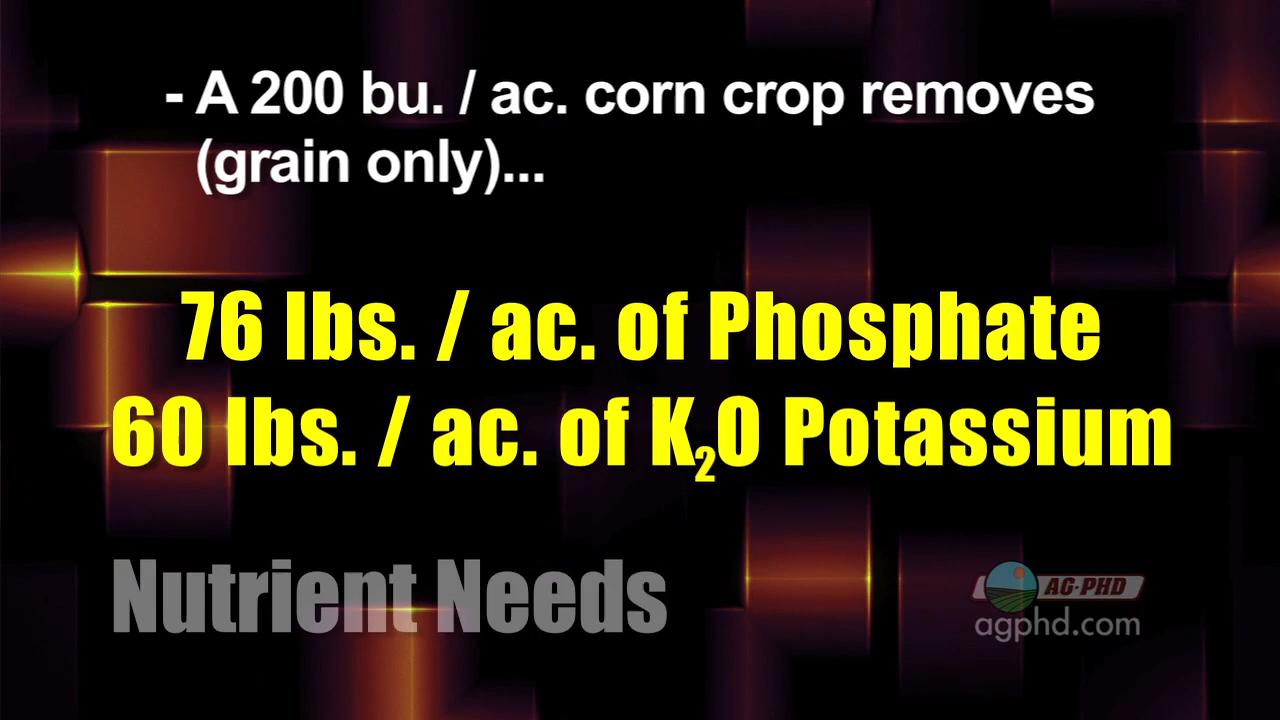 - A 200 bu. / ac. corn crop removes
(grain only)...
76 lbs. / ac. of Phosphate
60 lbs. / ac. of K₂O Potassium
Nutrient Needs
AG-PHD
agphd.com